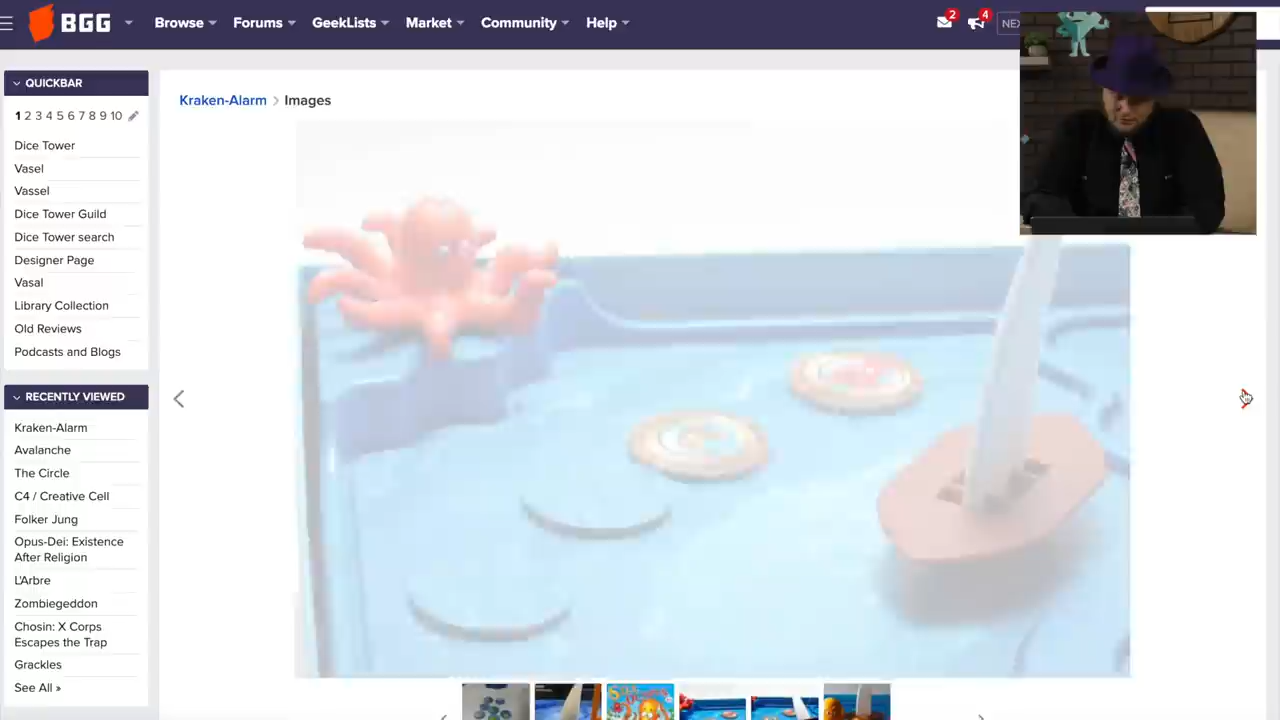 BGG
Browse
Forums
GeekLists
Market
Community
Help
2
4
NEX
QUICKBAR
1 2 3 4 5 6 7 8 9 10
Dice Tower
Vasel
Vassel
Dice Tower Guild
Dice Tower search
Designer Page
Vasal
Library Collection
Old Reviews
Podcasts and Blogs
RECENTLY VIEWED
Kraken-Alarm
Avalanche
The Circle
C4 / Creative Cell
Folker Jung
Opus-Dei: Existence
After Religion
L'Arbre
Zombiegeddon
Chosin: X Corps
Escapes the Trap
Grackles
See All »
Kraken-Alarm > Images